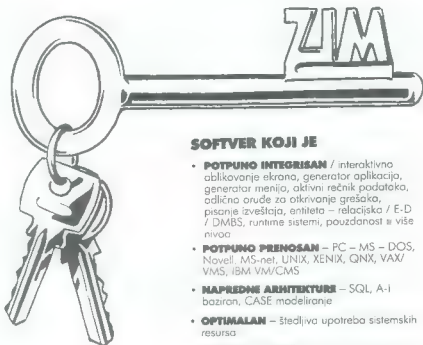 ZIM
SOFTVER KOJI JE
• POTPUNO INTEGRISAN / interaktivno
oblikovanje ekrana, generator aplikacija,
generator menija, aktivni rečnik podataka,
odlično oruđe za otkrivanje grešaka,
pisanje izveštaja, entiteta – relacijska / E-D
/ DMBS, runtime sistemi, pouzdanost u više
nivoa
• POTPUNO PRENOSAN – PC – MS – DOS,
Novell, MS-net, UNIX, XENIX, QNX, VAX/
VMS, IBM VM/CMS
• NAPREDNE ARHITEKTURE – SQL, A-I
baziran, CASE modeliranje
• OPTIMALAN – štedljiva upotreba sistemskih
resursa